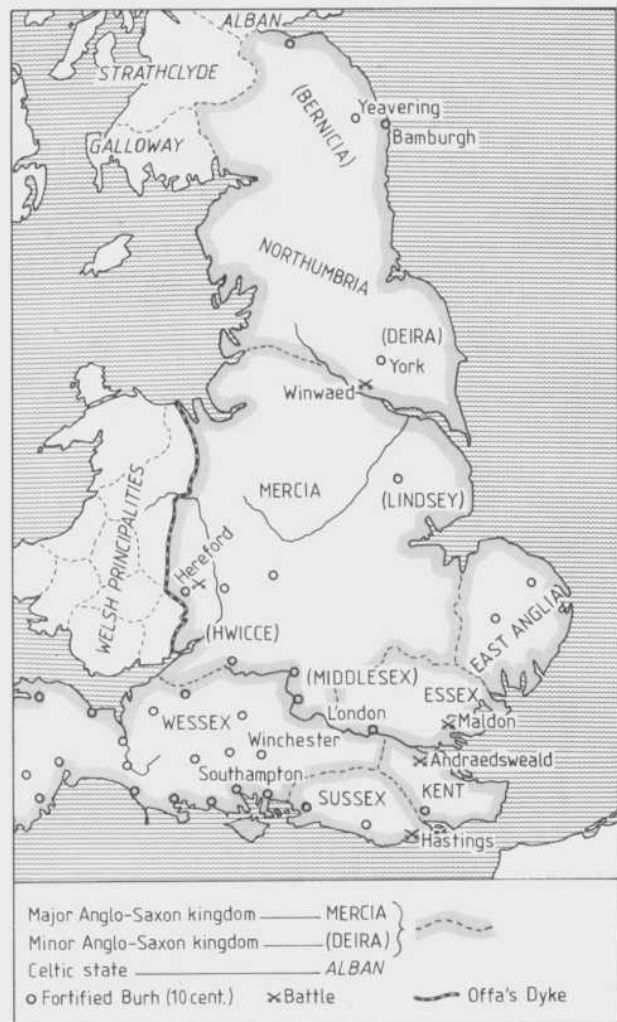 ALBAN
STRATHCLYDE
(BERNICIA)
Yeavering
Bamburgh
GALLOWAY
NORTHUMBRIA
(DEIRA)
York
Winwaed
MERCIA
(LINDSEY)
WELSH PRINCIPALITIES
Hereford
(HWICCE)
EAST ANGLIA
(MIDDLESEX)
ESSEX
WESSEX
London
Maldon
Winchester
Andraedsweald
Southampton
KENT
SUSSEX
Hastings
Major Anglo-Saxon kingdom MERCIA
Minor Anglo-Saxon kingdom (DEIRA)
Celtic state ALBAN
Fortified Burh (10 cent.) Battle Offa's Dyke